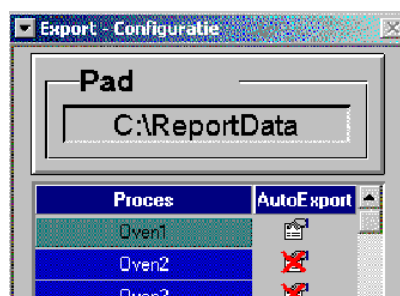 Export - Configuratie
Pad
C:\ReportData
Proces AutoExport
Oven1
Oven2